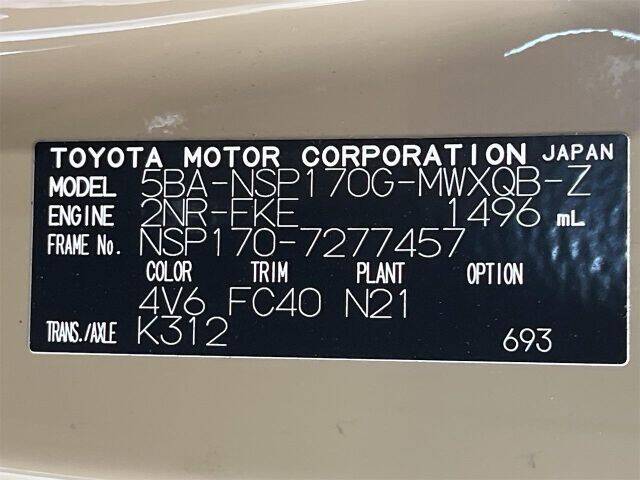 TOYOTA MOTOR CORPORATION JAPAN
MODEL 5BA-NSP170G-MWXQB-Z
ENGINE 2NR-FKE 1496 mL
FRAME No. NSP170-7277457
COLOR TRIM PLANT OPTION
4V6 FC40 N21
TRANS./AXLE K312 693